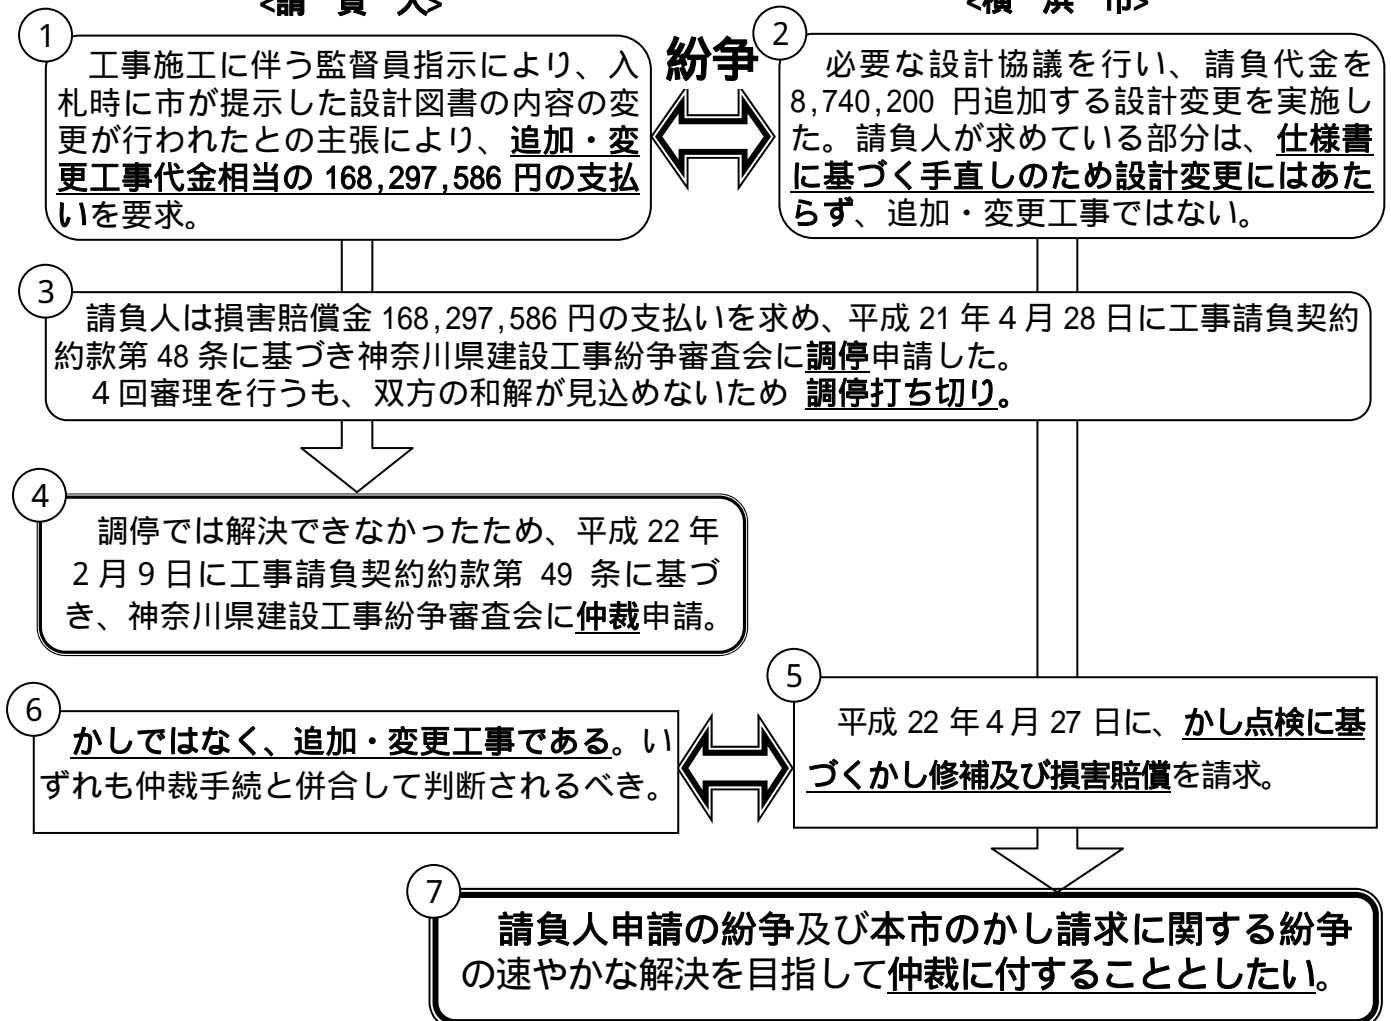 <請 負 人>
<横 浜 市>
紛争
1
工事施工に伴う監督員指示により、入
札時に市が提示した設計図書の内容の変
更が行われたとの主張により、追加・変
更工事代金相当の 168,297,586 円の支払
いを要求。
2
必要な設計協議を行い、請負代金を
8,740,200 円追加する設計変更を実施し
た。請負人が求めている部分は、仕様書
に基づく手直しのため設計変更にはあた
らず、追加・変更工事ではない。
3
請負人は損害賠償金 168,297,586 円の支払いを求め、平成 21 年 4 月 28 日に工事請負契約
約款第 48 条に基づき神奈川県建設工事紛争審査会に調停申請した。
4 回審理を行うも、双方の和解が見込めないため 調停打ち切り。
4
調停では解決できなかったため、平成 22 年
2 月 9 日に工事請負契約約款第 49 条に基づ
き、神奈川県建設工事紛争審査会に仲裁申請。
5
平成 22 年 4 月 27 日に、かし点検に基
づくかし修補及び損害賠償を請求。
6
かしではなく、追加・変更工事である。い
ずれも仲裁手続と併合して判断されるべき。
7
請負人申請の紛争及び本市のかし請求に関する紛争
の速やかな解決を目指して仲裁に付することとしたい。